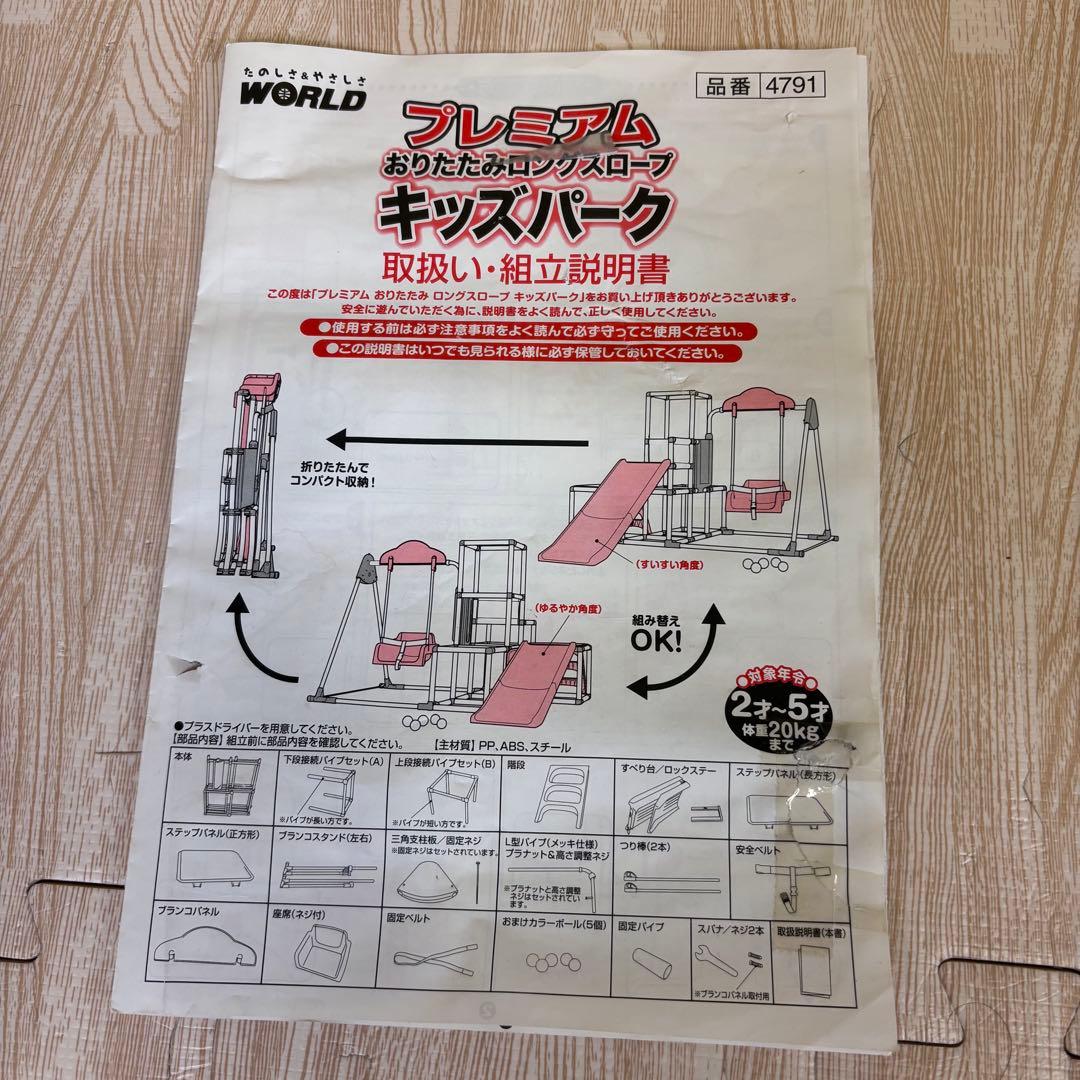 たのしさ&やさしさ
WORLD
品番 4791
プレミアム
おりたたみロングスロープ
キッズパーク
取扱い・組立説明書
この度は「プレミアム おりたたみ ロングスロープ キッズパーク」をお買い上げ頂きありがとうございます。
安全に遊んでいただく為に、説明書をよく読んで、正しく使用してください。
●使用する前は必ず注意事項をよく読んで必ず守ってご使用ください。
●この説明書はいつでも見られる様に必ず保管しておいてください。
折りたたんで
コンパクト収納!
(すいすい角度)
(ゆるやか角度)
組み替え
OK!
●対象年令●
2才〜5才
体重20kg
まで
●プラスドライバーを用意してください。
【部品内容】組立前に部品内容を確認してください。 【主材質】PP、ABS、スチール
本体
下段接続パイプセット(A)
※パイプが長い方です。
上段接続パイプセット(B)
※パイプが短い方です。
階段
すべり台/ロックステー
ステップパネル(長方形)
ステップパネル(正方形)
ブランコスタンド(左右)
三角支柱板/固定ネジ
※固定ネジはセットされています。
L型パイプ(メッキ仕様)
プラナット&高さ調整ネジ
※プラナットと高さ調整
ネジはセットされてい
ます。
つり棒(2本)
安全ベルト
ブランコパネル
座席(ネジ付)
固定ベルト
おまけカラーボール(5個)
固定パイプ
スパナ/ネジ2本
※ブランコパネル取付用
取扱説明書(本書)